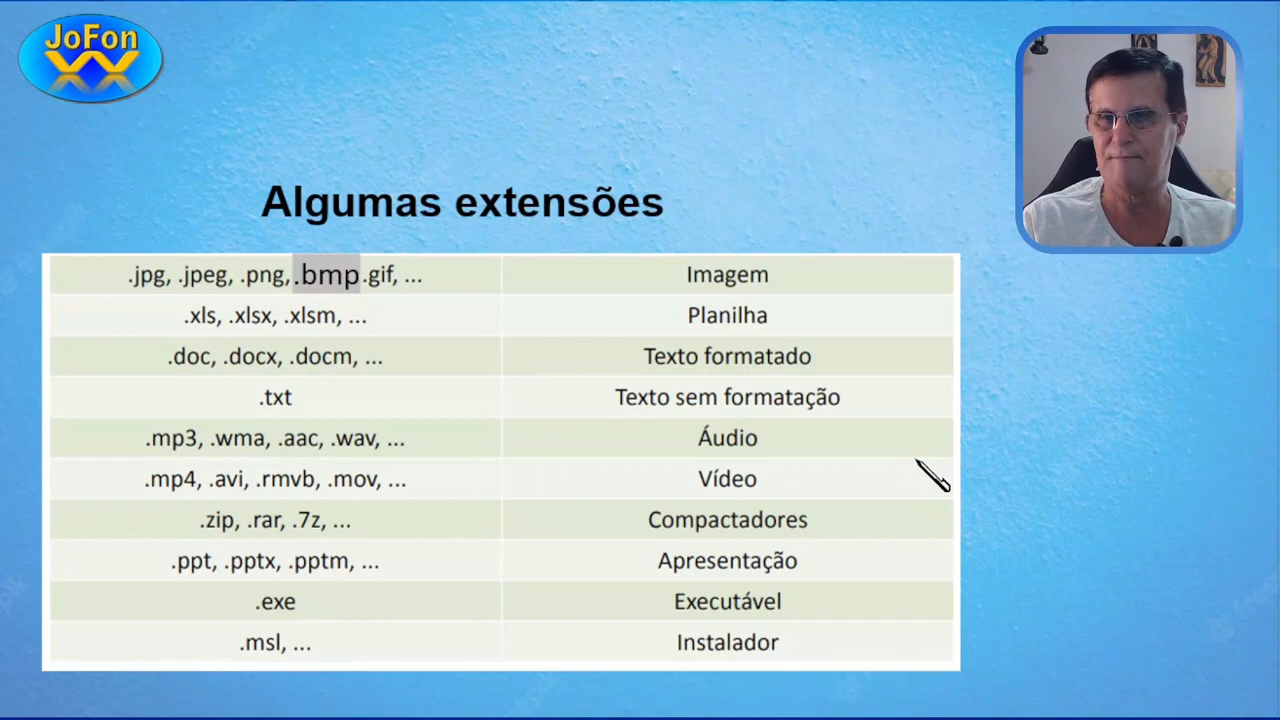 JoFon
Algumas extensões
.jpg, .jpeg, .png, .bmp .gif, ... Imagem
.xls, .xlsx, .xlsm, ... Planilha
.doc, .docx, .docm, ... Texto formatado
.txt Texto sem formatação
.mp3, .wma, .aac, .wav, ... Áudio
.mp4, .avi, .rmvb, .mov, ... Vídeo
.zip, .rar, .7z, ... Compactadores
.ppt, .pptx, .pptm, ... Apresentação
.exe Executável
.msl, ... Instalador